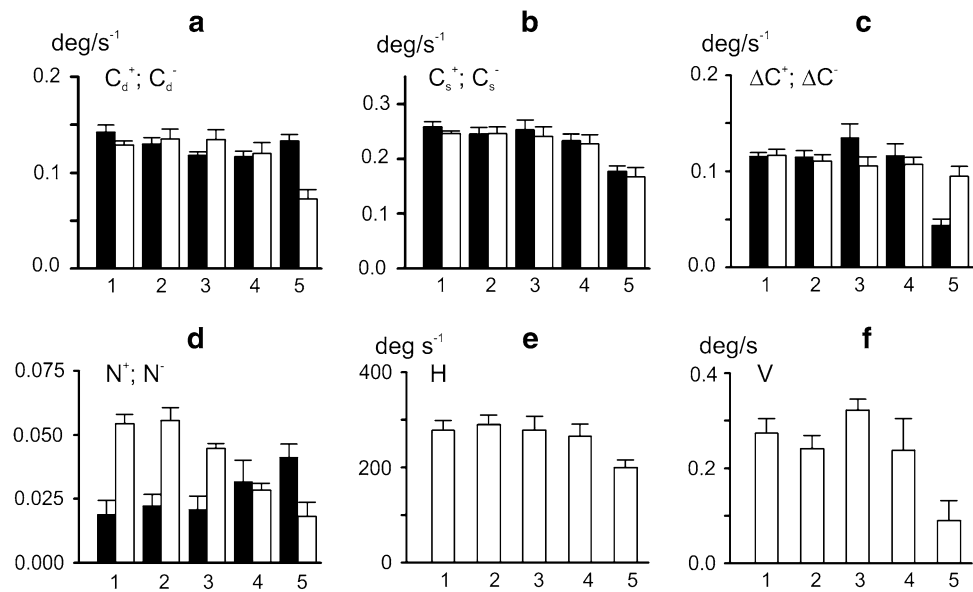 a
deg/s⁻¹
C_d⁺; C_d⁻
0.2
0.1
0.0
1 2 3 4 5
b
deg/s⁻¹
C_s⁺; C_s⁻
0.3
0.2
0.1
0.0
1 2 3 4 5
c
deg/s⁻¹
ΔC⁺; ΔC⁻
0.2
0.1
0.0
1 2 3 4 5
d
N⁺; N⁻
0.075
0.050
0.025
0.000
1 2 3 4 5
e
deg s⁻¹
H
400
200
0
1 2 3 4 5
f
deg/s
V
0.4
0.2
0.0
1 2 3 4 5